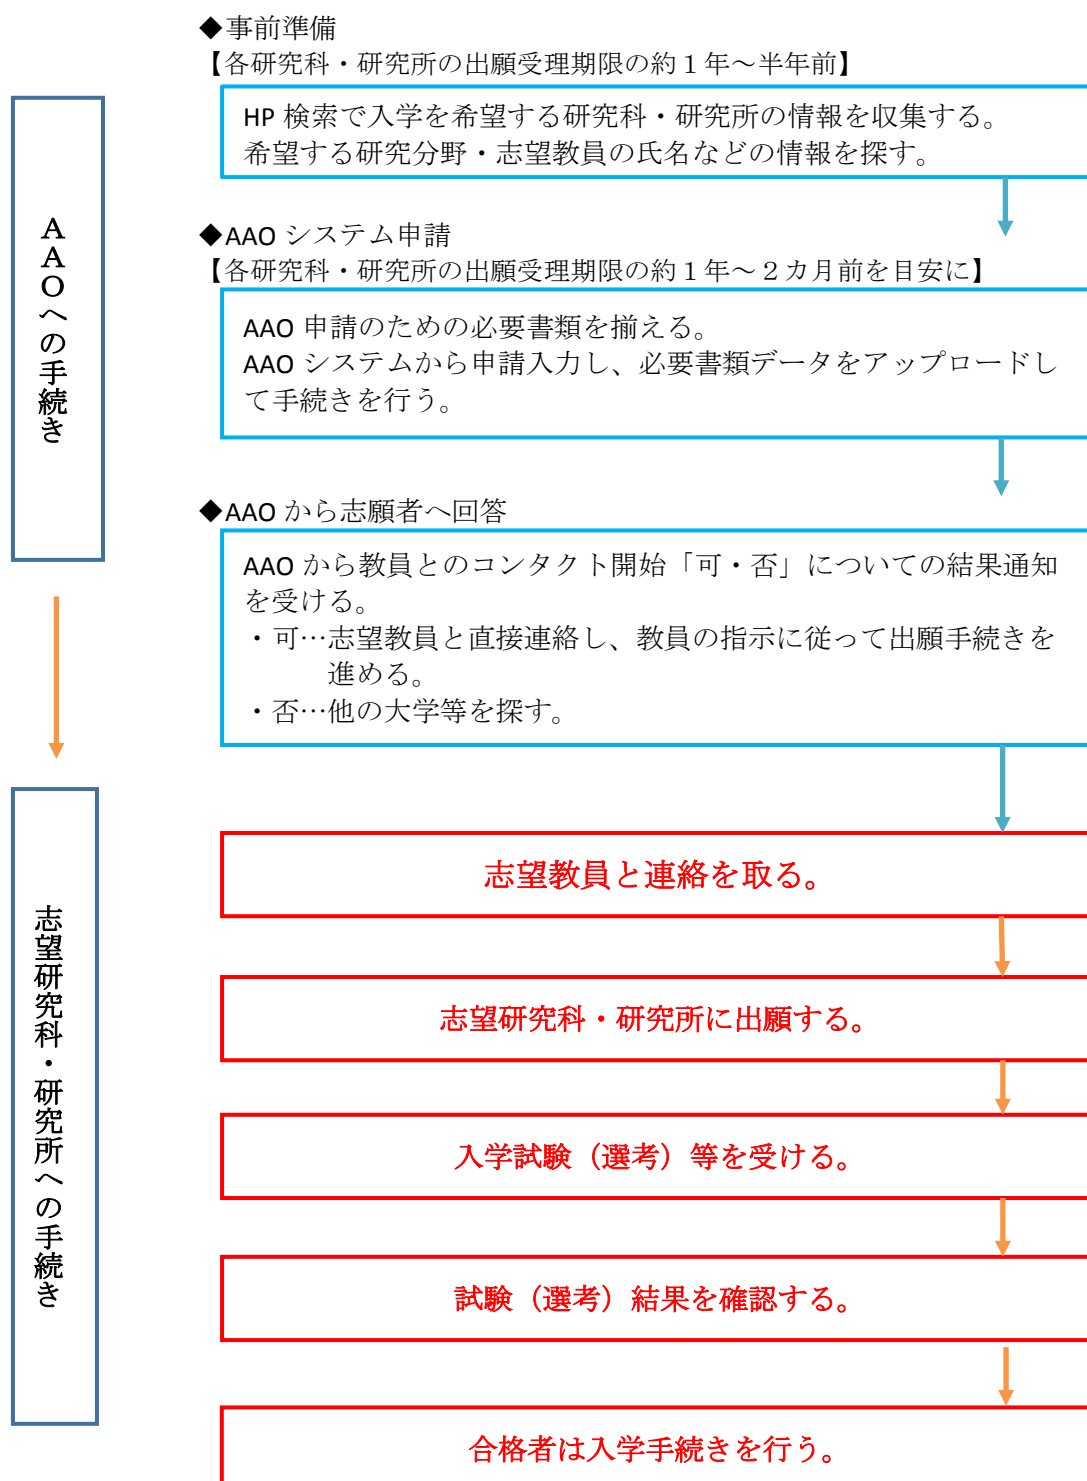 ◆事前準備
【各研究科・研究所の出願受理期限の約１年～半年前】
HP 検索で入学を希望する研究科・研究所の情報を収集する。
希望する研究分野・志望教員の氏名などの情報を探す。
AAOへの手続き
◆AAO システム申請
【各研究科・研究所の出願受理期限の約１年～２カ月前を目安に】
AAO 申請のための必要書類を揃える。
AAO システムから申請入力し、必要書類データをアップロードし
て手続きを行う。
◆AAO から志願者へ回答
AAO から教員とのコンタクト開始「可・否」についての結果通知
を受ける。
・可…志望教員と直接連絡し、教員の指示に従って出願手続きを
進める。
・否…他の大学等を探す。
志望研究科・研究所への手続き
志望教員と連絡を取る。
志望研究科・研究所に出願する。
入学試験（選考）等を受ける。
試験（選考）結果を確認する。
合格者は入学手続きを行う。